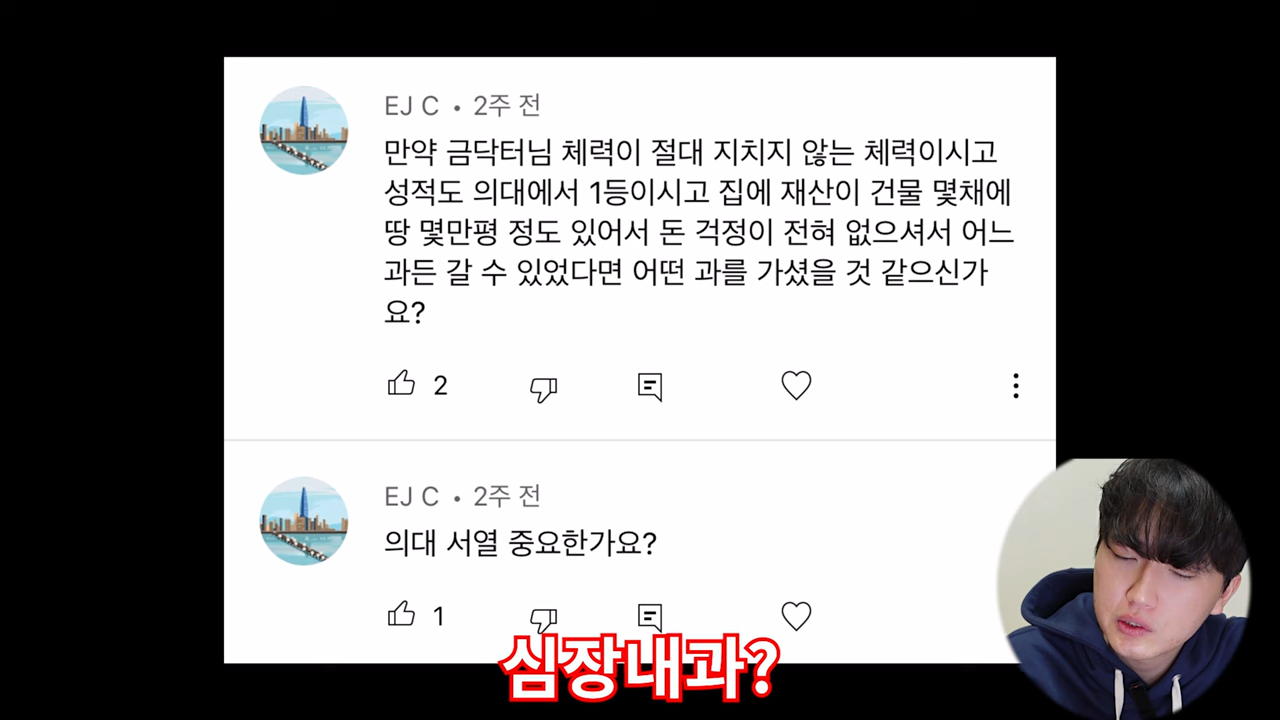 EJ C • 2주 전
만약 금닥터님 체력이 절대 지치지 않는 체력이시고
성적도 의대에서 1등이시고 집에 재산이 건물 몇채에
땅 몇만평 정도 있어서 돈 걱정이 전혀 없으셔서 어느
과든 갈 수 있었다면 어떤 과를 가셨을 것 같으신가
요?
2
EJ C • 2주 전
의대 서열 중요한가요?
1
심장내과?